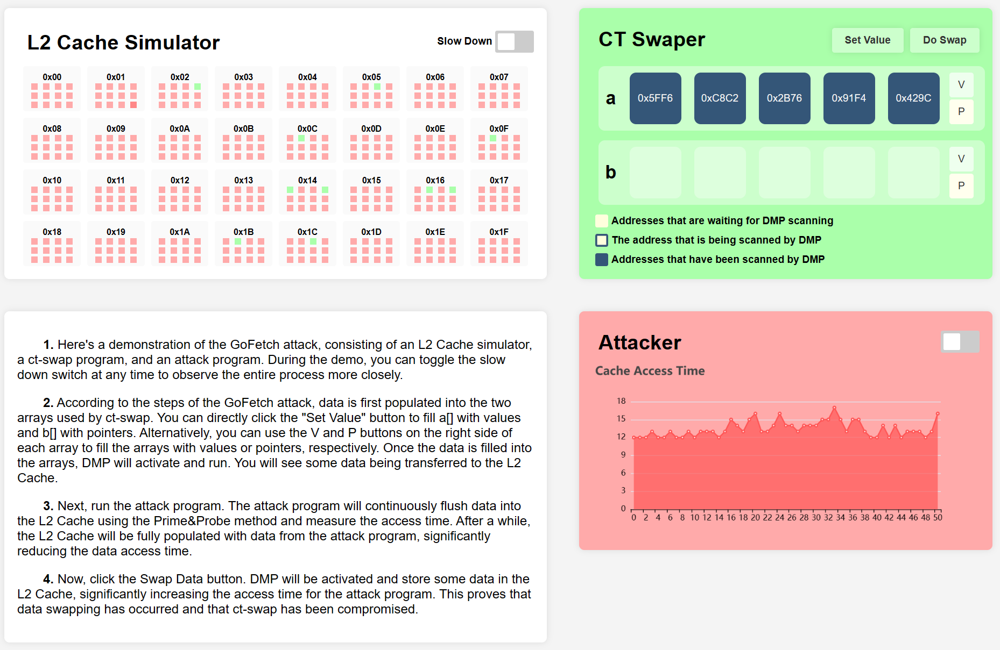 L2 Cache Simulator
Slow Down
0x00 0x01 0x02 0x03 0x04 0x05 0x06 0x07
0x08 0x09 0x0A 0x0B 0x0C 0x0D 0x0E 0x0F
0x10 0x11 0x12 0x13 0x14 0x15 0x16 0x17
0x18 0x19 0x1A 0x1B 0x1C 0x1D 0x1E 0x1F
CT Swaper
Set Value
Do Swap
a
0x5FF6 0xC8C2 0x2B76 0x91F4 0x429C
V
P
b
V
P
Addresses that are waiting for DMP scanning
The address that is being scanned by DMP
Addresses that have been scanned by DMP
1. Here's a demonstration of the GoFetch attack, consisting of an L2 Cache simulator,
a ct-swap program, and an attack program. During the demo, you can toggle the slow
down switch at any time to observe the entire process more closely.
2. According to the steps of the GoFetch attack, data is first populated into the two
arrays used by ct-swap. You can directly click the "Set Value" button to fill a[] with values
and b[] with pointers. Alternatively, you can use the V and P buttons on the right side of
each array to fill the arrays with values or pointers, respectively. Once the data is filled into
the arrays, DMP will activate and run. You will see some data being transferred to the L2
Cache.
3. Next, run the attack program. The attack program will continuously flush data into
the L2 Cache using the Prime&Probe method and measure the access time. After a while,
the L2 Cache will be fully populated with data from the attack program, significantly
reducing the data access time.
4. Now, click the Swap Data button. DMP will be activated and store some data in the
L2 Cache, significantly increasing the access time for the attack program. This proves that
data swapping has occurred and that ct-swap has been compromised.
Attacker
Cache Access Time
18
15
12
9
6
3
0
0 2 4 6 8 10 12 14 16 18 20 22 24 26 28 30 32 34 36 38 40 42 44 46 48 50